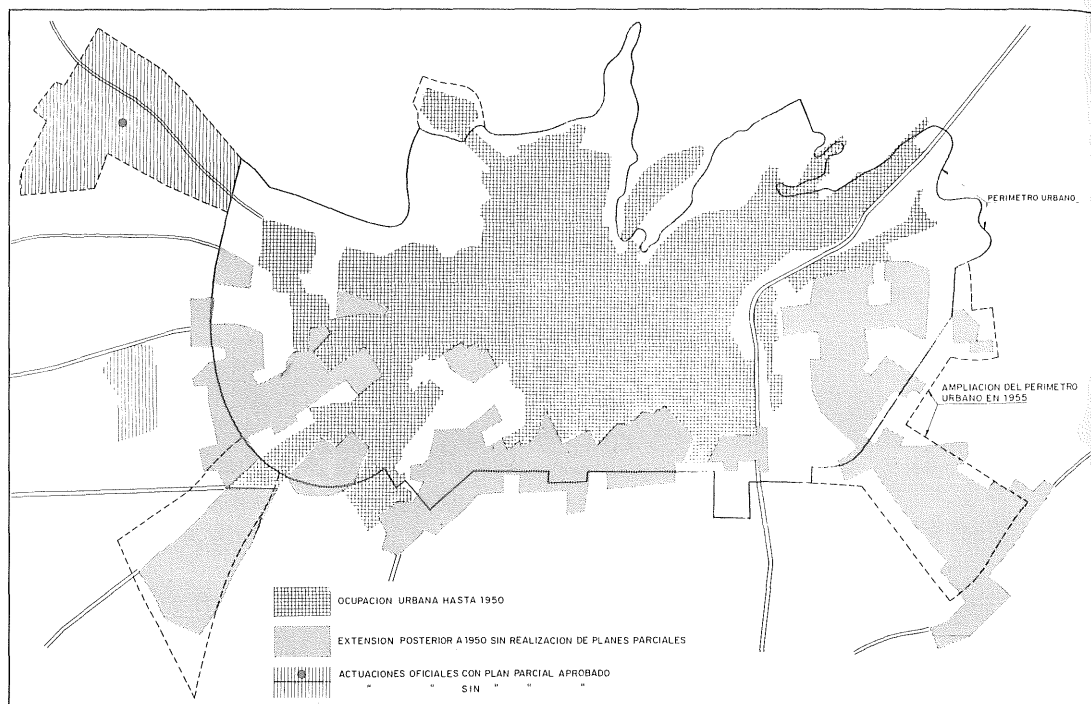 PERIMETRO URBANO
AMPLIACION DEL PERIMETRO
URBANO EN 1955
OCUPACION URBANA HASTA 1950
EXTENSION POSTERIOR A 1950 SIN REALIZACION DE PLANES PARCIALES
ACTUACIONES OFICIALES CON PLAN PARCIAL APROBADO
" " SIN " " "